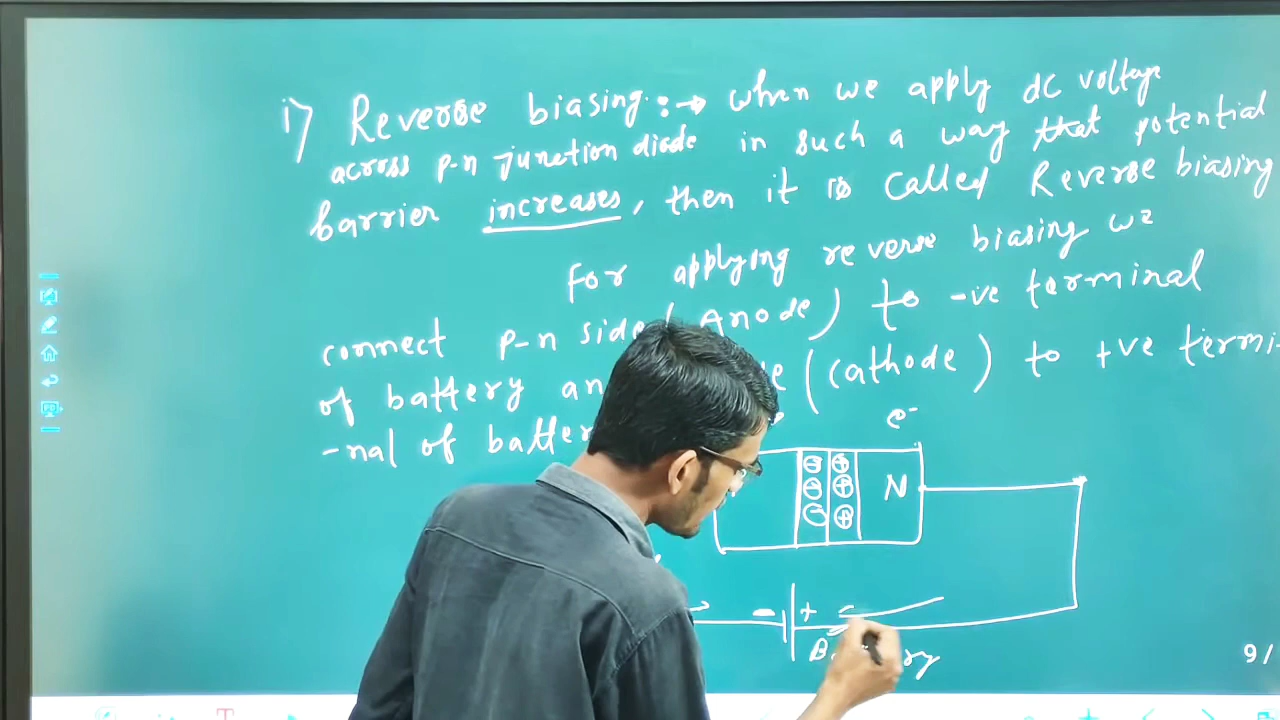 i) Reverse biasing :→ when we apply dc voltage
across p-n junction diode in such a way that potential
barrier increases, then it is called Reverse biasing
For applying reverse biasing we
connect p-n side (Anode) to -ve terminal
of battery an (cathode) to +ve termi-
-nal of batter
e⁻
⊖ ⊕
⊖ ⊕ N
⊖ ⊕
- +
9/